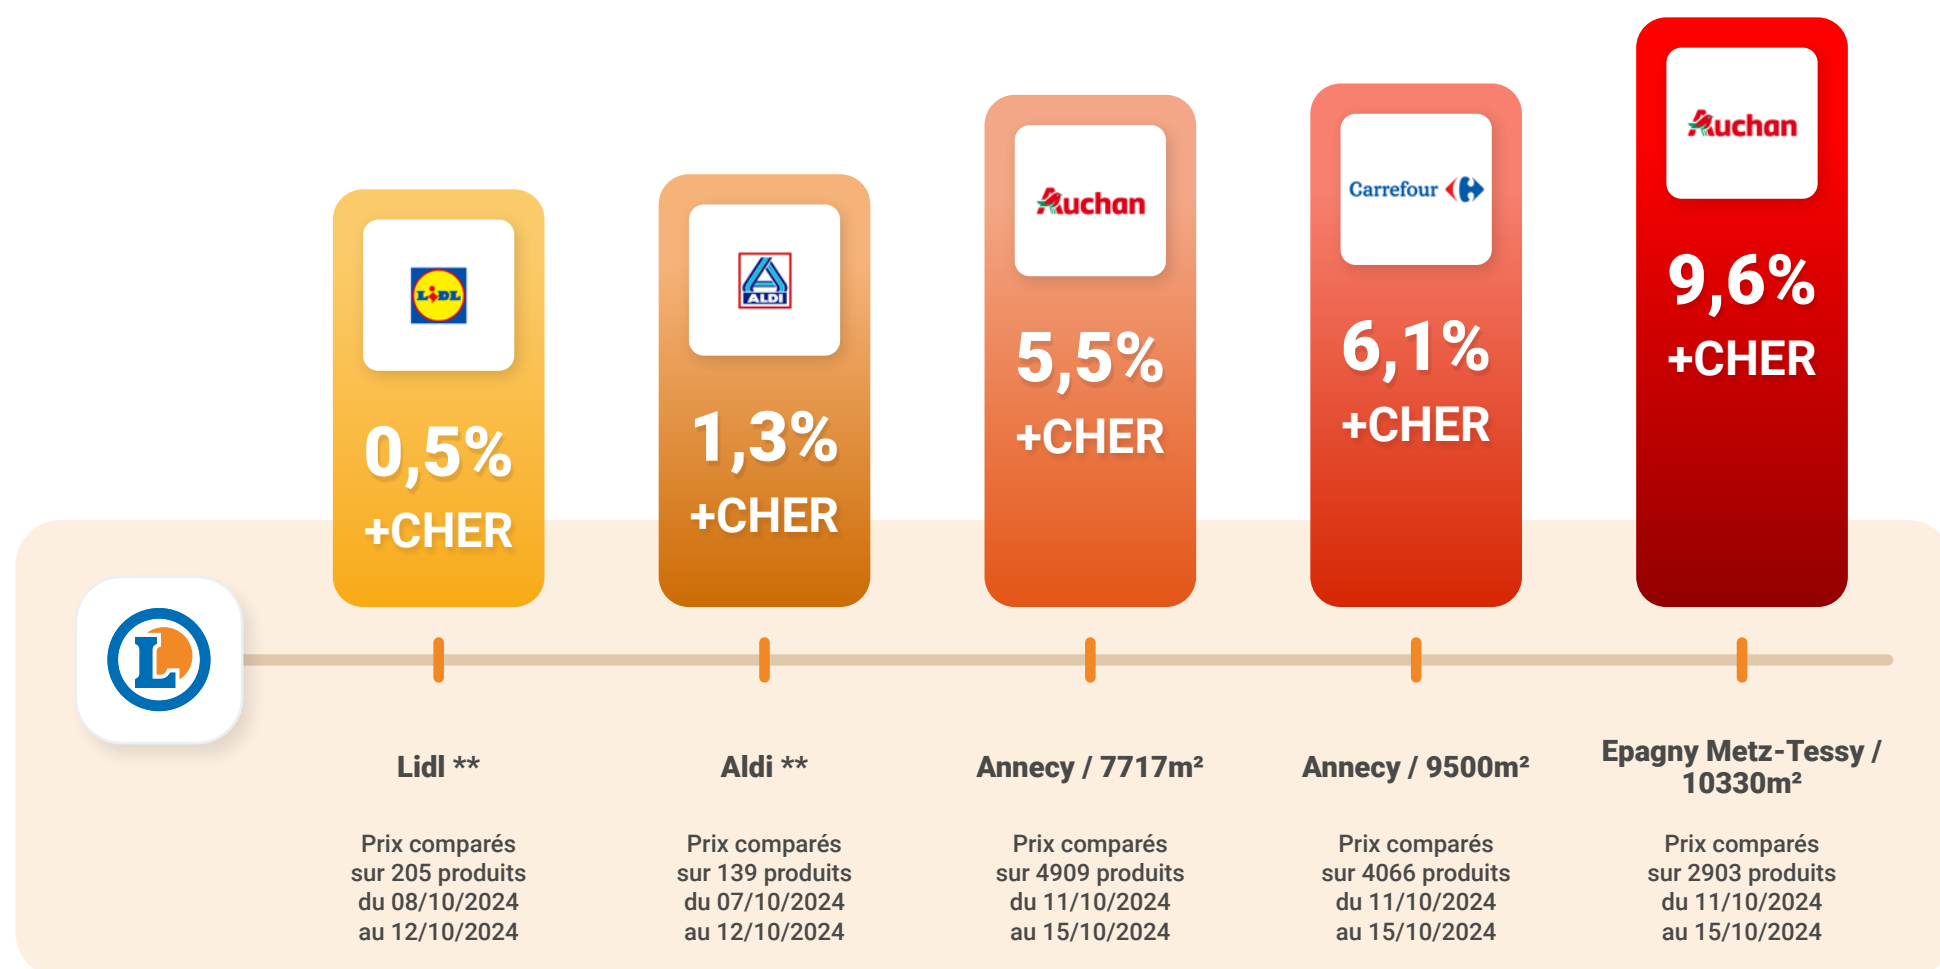 LIDL
0,5%
+CHER
ALDI
1,3%
+CHER
Auchan
5,5%
+CHER
Carrefour
6,1%
+CHER
Auchan
9,6%
+CHER
L
Lidl **
Prix comparés
sur 205 produits
du 08/10/2024
au 12/10/2024
Aldi **
Prix comparés
sur 139 produits
du 07/10/2024
au 12/10/2024
Annecy / 7717m²
Prix comparés
sur 4909 produits
du 11/10/2024
au 15/10/2024
Annecy / 9500m²
Prix comparés
sur 4066 produits
du 11/10/2024
au 15/10/2024
Epagny Metz-Tessy /
10330m²
Prix comparés
sur 2903 produits
du 11/10/2024
au 15/10/2024